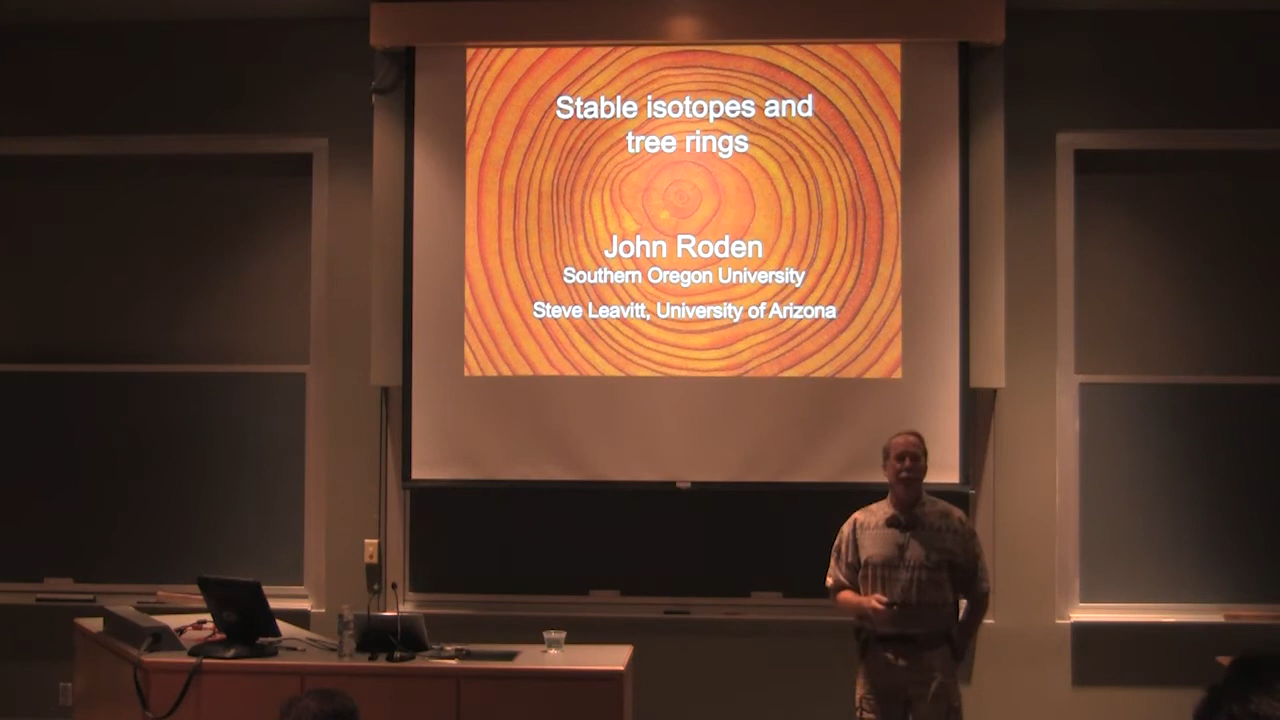 Stable isotopes and
tree rings
John Roden
Southern Oregon University
Steve Leavitt, University of Arizona